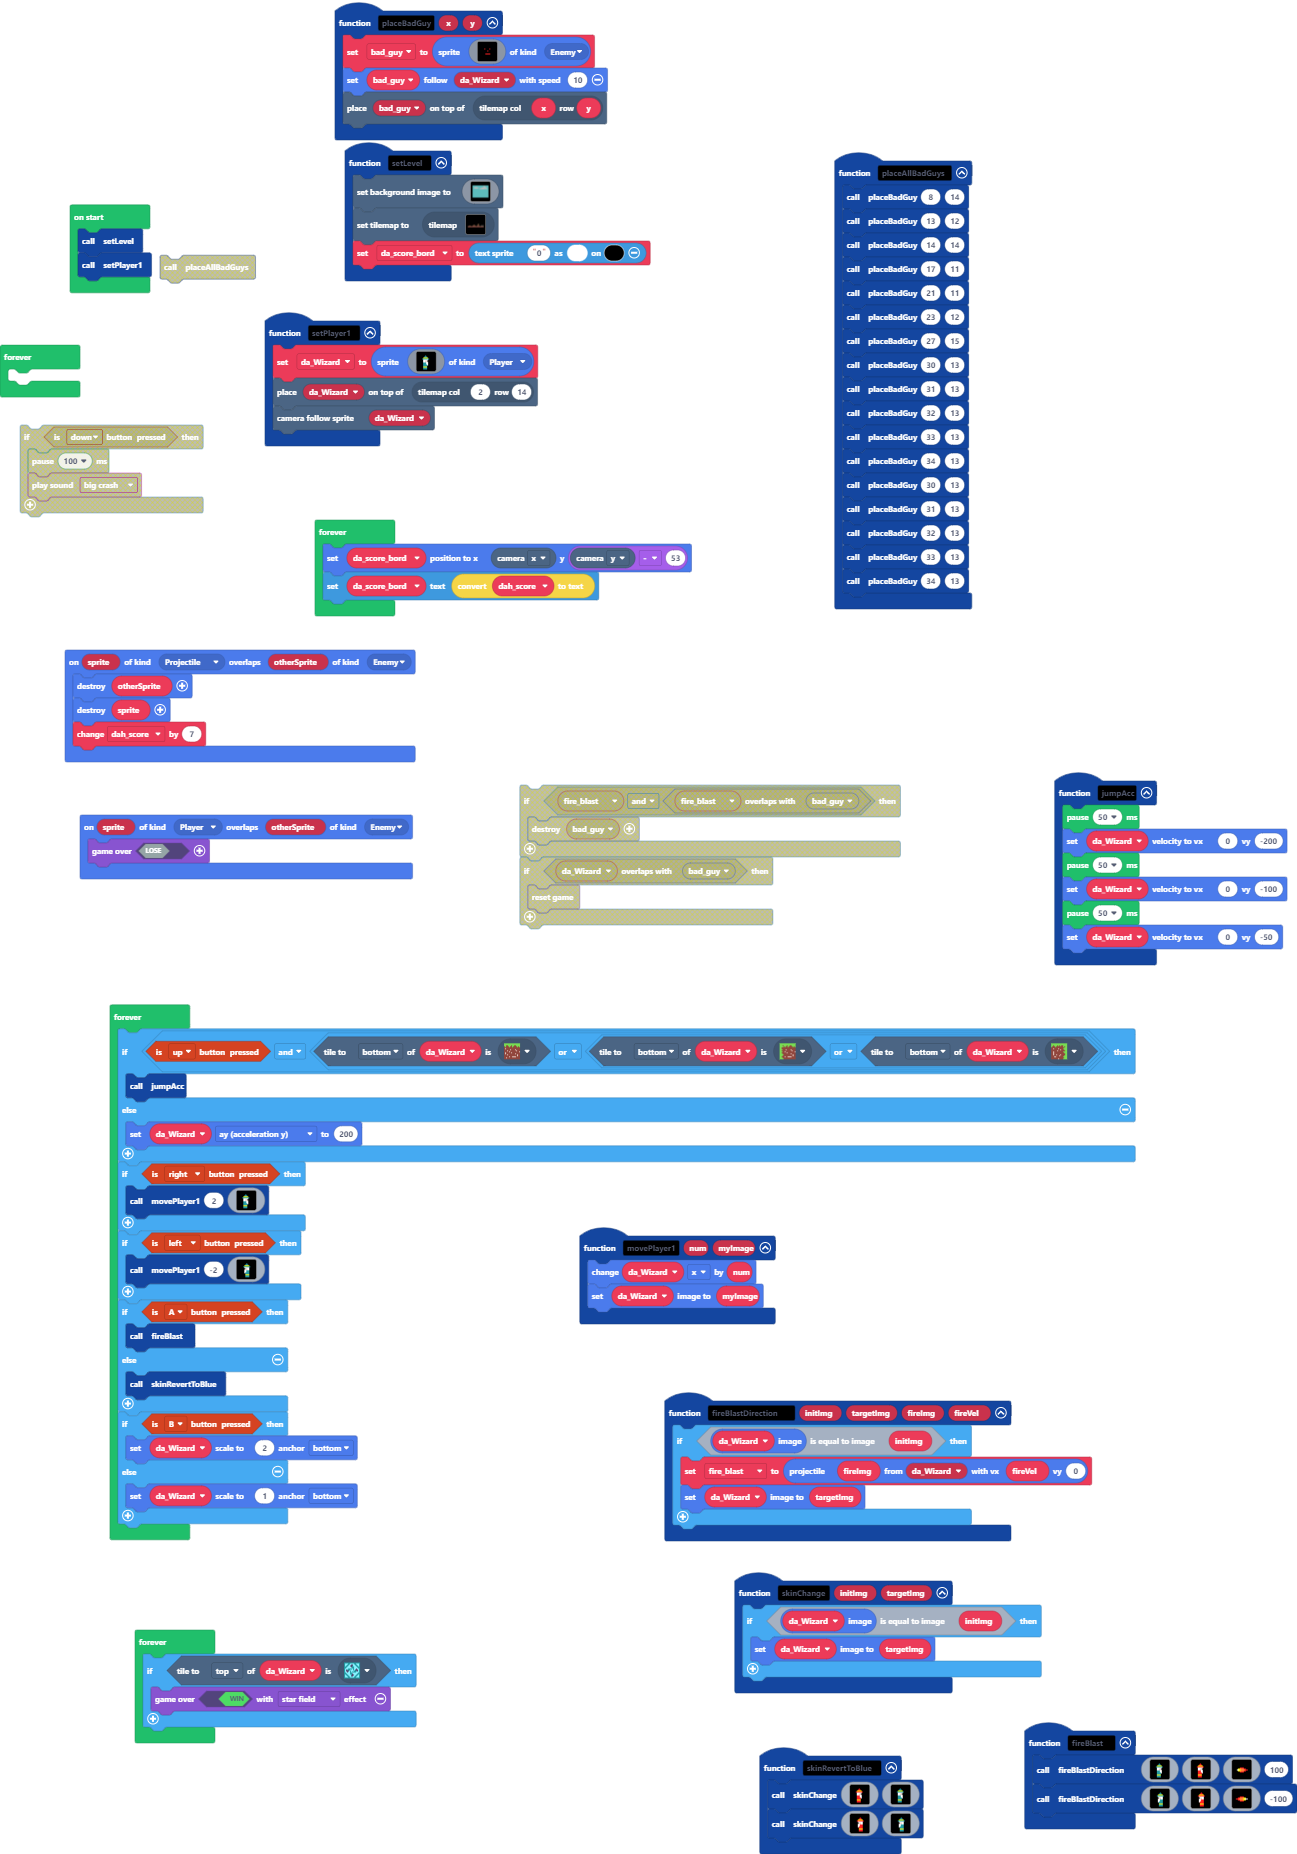 function placeBadGuy x y
set bad_guy to sprite of kind Enemy
set bad_guy follow da_Wizard with speed 10
place bad_guy on top of tilemap col x row y
function setLevel
set background image to
set tilemap to tilemap
set da_score_bord to text sprite "0" as on
on start
call setLevel
call setPlayer1
call placeAllBadGuys
function placeAllBadGuys
call placeBadGuy 8 14
call placeBadGuy 13 12
call placeBadGuy 14 14
call placeBadGuy 17 11
call placeBadGuy 21 11
call placeBadGuy 23 12
call placeBadGuy 27 15
call placeBadGuy 30 13
call placeBadGuy 31 13
call placeBadGuy 32 13
call placeBadGuy 33 13
call placeBadGuy 34 13
call placeBadGuy 30 13
call placeBadGuy 31 13
call placeBadGuy 32 13
call placeBadGuy 33 13
call placeBadGuy 34 13
function setPlayer1
set da_Wizard to sprite of kind Player
place da_Wizard on top of tilemap col 2 row 14
camera follow sprite da_Wizard
forever
if is down button pressed then
pause 100 ms
play sound big crash
forever
set da_score_bord position to x camera x y camera y - 53
set da_score_bord text convert dah_score to text
on sprite of kind Projectile overlaps otherSprite of kind Enemy
destroy otherSprite
destroy sprite
change dah_score by 7
on sprite of kind Player overlaps otherSprite of kind Enemy
game over LOSE
if fire_blast and fire_blast overlaps with bad_guy then
destroy bad_guy
if da_Wizard overlaps with bad_guy then
reset game
function jumpAcc
pause 50 ms
set da_Wizard velocity to vx 0 vy -200
pause 50 ms
set da_Wizard velocity to vx 0 vy -100
pause 50 ms
set da_Wizard velocity to vx 0 vy -50
forever
if is up button pressed and tile to bottom of da_Wizard is or tile to bottom of da_Wizard is or tile to bottom of da_Wizard is then
call jumpAcc
else
set da_Wizard ay (acceleration y) to 200
if is right button pressed then
call movePlayer1 2
if is left button pressed then
call movePlayer1 -2
if is A button pressed then
call fireBlast
else
call skinRevertToBlue
if is B button pressed then
set da_Wizard scale to 2 anchor bottom
else
set da_Wizard scale to 1 anchor bottom
function movePlayer1 num myImage
change da_Wizard x by num
set da_Wizard image to myImage
function fireBlastDirection initImg targetImg fireImg fireVel
if da_Wizard image is equal to image initImg then
set fire_blast to projectile fireImg from da_Wizard with vx fireVel vy 0
set da_Wizard image to targetImg
function skinChange initImg targetImg
if da_Wizard image is equal to image initImg then
set da_Wizard image to targetImg
forever
if tile to top of da_Wizard is then
game over WIN with star field effect
function skinRevertToBlue
call skinChange
call skinChange
function fireBlast
call fireBlastDirection 100
call fireBlastDirection -100